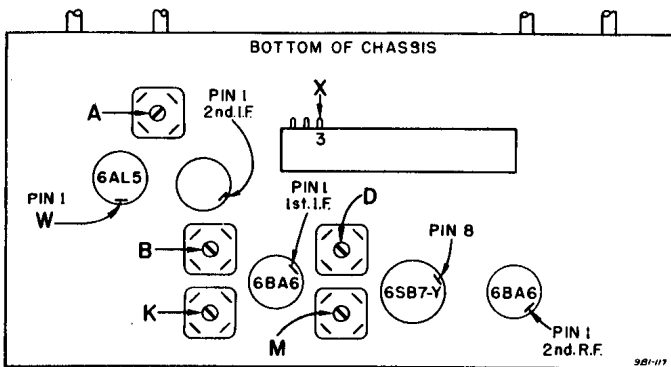 BOTTOM OF CHASSIS
A
PIN 1
2nd. I.F.
X
3
6AL5
PIN 1
W
PIN 1
1st. I.F.
D
B
6BA6
PIN 8
6SB7-Y
6BA6
K
M
PIN 1
2nd. R.F.
981-117